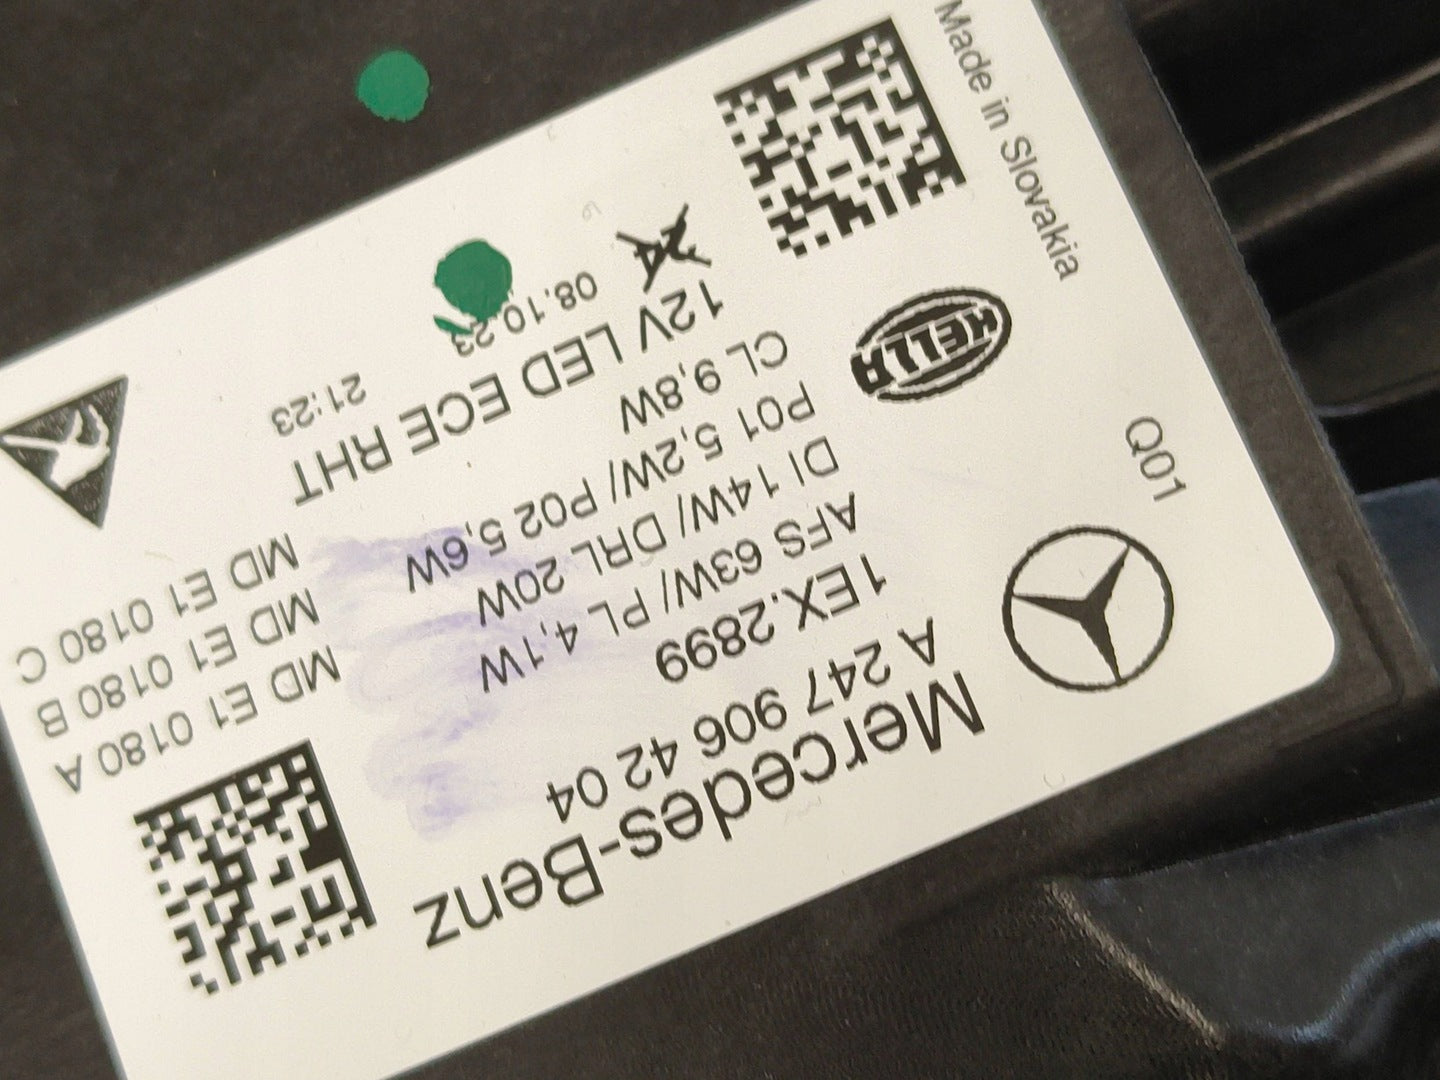 Mercedes-Benz
A 247 906 42 04
1EX.2899
AFS 63W/ PL 4,1W
DI 14W/ DRL 20W
P01 5,2W/ P02 5,6W
CL 9,8W
12V LED ECE RHT
08.10.23
21:23
MD E1 0180 A
MD E1 0180 B
MD E1 0180 C
Q01
HELLA
Made in Slovakia